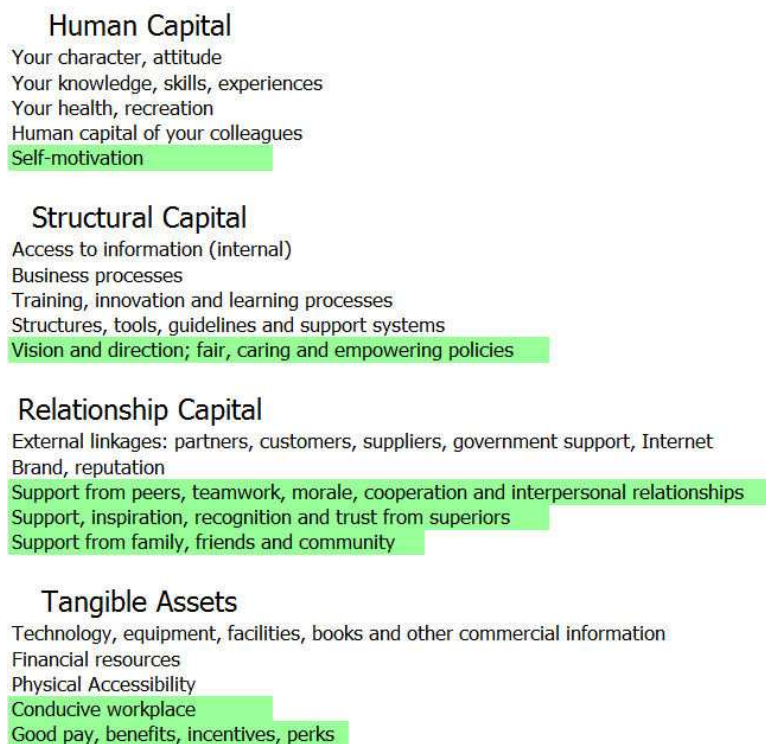 Human Capital
Your character, attitude
Your knowledge, skills, experiences
Your health, recreation
Human capital of your colleagues
Self-motivation
Structural Capital
Access to information (internal)
Business processes
Training, innovation and learning processes
Structures, tools, guidelines and support systems
Vision and direction; fair, caring and empowering policies
Relationship Capital
External linkages: partners, customers, suppliers, government support, Internet
Brand, reputation
Support from peers, teamwork, morale, cooperation and interpersonal relationships
Support, inspiration, recognition and trust from superiors
Support from family, friends and community
Tangible Assets
Technology, equipment, facilities, books and other commercial information
Financial resources
Physical Accessibility
Conducive workplace
Good pay, benefits, incentives, perks